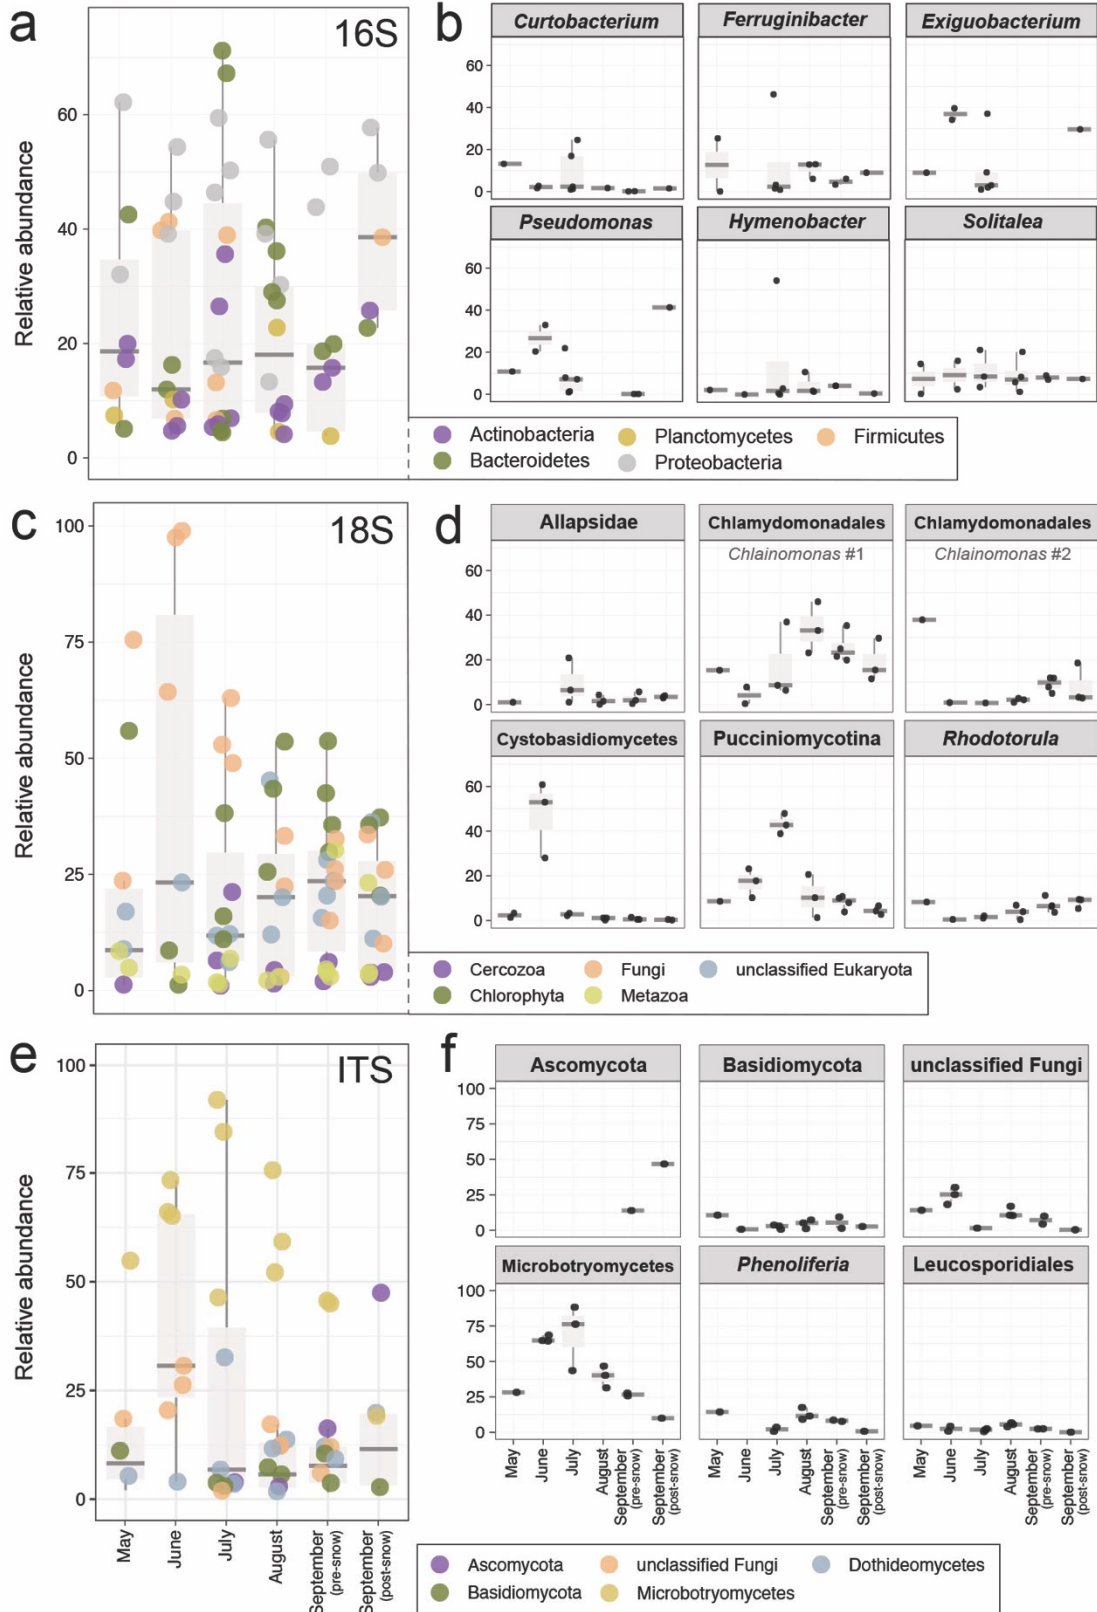 a
16S
60
40
20
0
Relative abundance
Actinobacteria
Planctomycetes
Firmicutes
Bacteroidetes
Proteobacteria
b
Curtobacterium
Ferruginibacter
Exiguobacterium
60
40
20
0
Pseudomonas
Hymenobacter
Solitalea
60
40
20
0
c
18S
100
75
50
25
0
Relative abundance
Cercozoa
Fungi
unclassified Eukaryota
Chlorophyta
Metazoa
d
Allapsidae
Chlamydomonadales
Chlamydomonadales
Chlainomonas #1
Chlainomonas #2
60
40
20
0
Cystobasidiomycetes
Pucciniomycotina
Rhodotorula
60
40
20
0
e
ITS
100
75
50
25
0
Relative abundance
May
June
July
August
September
(pre-snow)
September
(post-snow)
f
Ascomycota
Basidiomycota
unclassified Fungi
100
75
50
25
0
Microbotryomycetes
Phenoliferia
Leucosporidiales
100
75
50
25
0
May
June
July
August
September
(pre-snow)
September
(post-snow)
May
June
July
August
September
(pre-snow)
September
(post-snow)
May
June
July
August
September
(pre-snow)
September
(post-snow)
Ascomycota
unclassified Fungi
Dothideomycetes
Basidiomycota
Microbotryomycetes